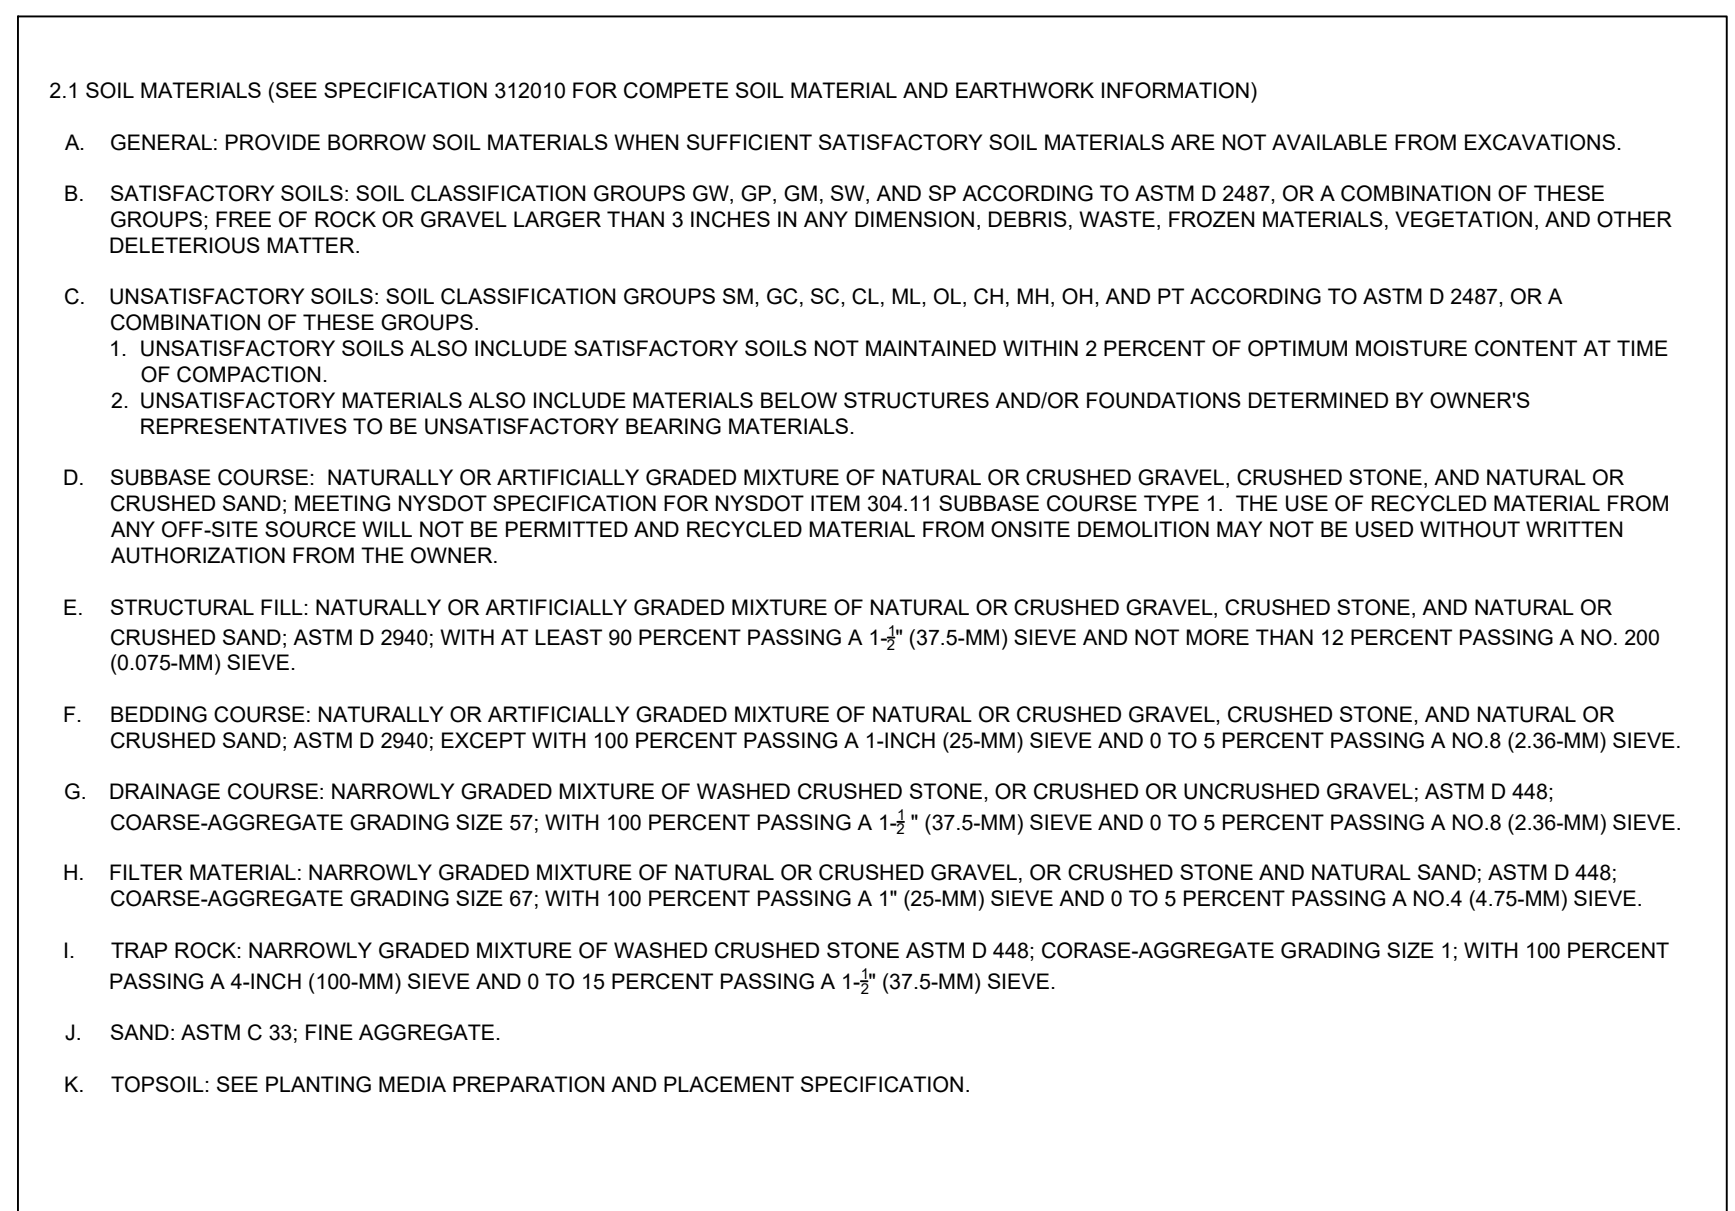 2.1 SOIL MATERIALS (SEE SPECIFICATION 312010 FOR COMPETE SOIL MATERIAL AND EARTHWORK INFORMATION)
A. GENERAL: PROVIDE BORROW SOIL MATERIALS WHEN SUFFICIENT SATISFACTORY SOIL MATERIALS ARE NOT AVAILABLE FROM EXCAVATIONS.
B. SATISFACTORY SOILS: SOIL CLASSIFICATION GROUPS GW, GP, GM, SW, AND SP ACCORDING TO ASTM D 2487, OR A COMBINATION OF THESE
GROUPS; FREE OF ROCK OR GRAVEL LARGER THAN 3 INCHES IN ANY DIMENSION, DEBRIS, WASTE, FROZEN MATERIALS, VEGETATION, AND OTHER
DELETERIOUS MATTER.
C. UNSATISFACTORY SOILS: SOIL CLASSIFICATION GROUPS SM, GC, SC, CL, ML, OL, CH, MH, OH, AND PT ACCORDING TO ASTM D 2487, OR A
COMBINATION OF THESE GROUPS.
1. UNSATISFACTORY SOILS ALSO INCLUDE SATISFACTORY SOILS NOT MAINTAINED WITHIN 2 PERCENT OF OPTIMUM MOISTURE CONTENT AT TIME
OF COMPACTION.
2. UNSATISFACTORY MATERIALS ALSO INCLUDE MATERIALS BELOW STRUCTURES AND/OR FOUNDATIONS DETERMINED BY OWNER'S
REPRESENTATIVES TO BE UNSATISFACTORY BEARING MATERIALS.
D. SUBBASE COURSE: NATURALLY OR ARTIFICIALLY GRADED MIXTURE OF NATURAL OR CRUSHED GRAVEL, CRUSHED STONE, AND NATURAL OR
CRUSHED SAND; MEETING NYSDOT SPECIFICATION FOR NYSDOT ITEM 304.11 SUBBASE COURSE TYPE 1. THE USE OF RECYCLED MATERIAL FROM
ANY OFF-SITE SOURCE WILL NOT BE PERMITTED AND RECYCLED MATERIAL FROM ONSITE DEMOLITION MAY NOT BE USED WITHOUT WRITTEN
AUTHORIZATION FROM THE OWNER.
E. STRUCTURAL FILL: NATURALLY OR ARTIFICIALLY GRADED MIXTURE OF NATURAL OR CRUSHED GRAVEL, CRUSHED STONE, AND NATURAL OR
CRUSHED SAND; ASTM D 2940; WITH AT LEAST 90 PERCENT PASSING A 1-½" (37.5-MM) SIEVE AND NOT MORE THAN 12 PERCENT PASSING A NO. 200
(0.075-MM) SIEVE.
F. BEDDING COURSE: NATURALLY OR ARTIFICIALLY GRADED MIXTURE OF NATURAL OR CRUSHED GRAVEL, CRUSHED STONE, AND NATURAL OR
CRUSHED SAND; ASTM D 2940; EXCEPT WITH 100 PERCENT PASSING A 1-INCH (25-MM) SIEVE AND 0 TO 5 PERCENT PASSING A NO.8 (2.36-MM) SIEVE.
G. DRAINAGE COURSE: NARROWLY GRADED MIXTURE OF WASHED CRUSHED STONE, OR CRUSHED OR UNCRUSHED GRAVEL; ASTM D 448;
COARSE-AGGREGATE GRADING SIZE 57; WITH 100 PERCENT PASSING A 1-½ " (37.5-MM) SIEVE AND 0 TO 5 PERCENT PASSING A NO.8 (2.36-MM) SIEVE.
H. FILTER MATERIAL: NARROWLY GRADED MIXTURE OF NATURAL OR CRUSHED GRAVEL, OR CRUSHED STONE AND NATURAL SAND; ASTM D 448;
COARSE-AGGREGATE GRADING SIZE 67; WITH 100 PERCENT PASSING A 1" (25-MM) SIEVE AND 0 TO 5 PERCENT PASSING A NO.4 (4.75-MM) SIEVE.
I. TRAP ROCK: NARROWLY GRADED MIXTURE OF WASHED CRUSHED STONE ASTM D 448; CORASE-AGGREGATE GRADING SIZE 1; WITH 100 PERCENT
PASSING A 4-INCH (100-MM) SIEVE AND 0 TO 15 PERCENT PASSING A 1-½" (37.5-MM) SIEVE.
J. SAND: ASTM C 33; FINE AGGREGATE.
K. TOPSOIL: SEE PLANTING MEDIA PREPARATION AND PLACEMENT SPECIFICATION.